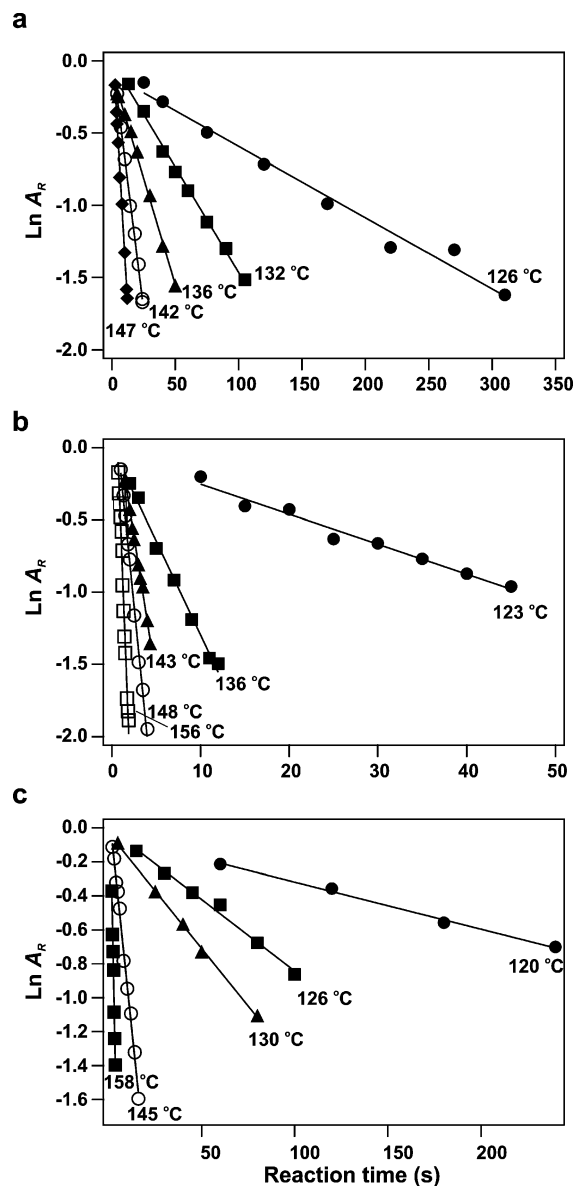 a
0.0
-0.5
-1.0
-1.5
-2.0
Ln AR
126 °C
132 °C
136 °C
142 °C
147 °C
0 50 100 150 200 250 300 350
b
0.0
-0.5
-1.0
-1.5
-2.0
Ln AR
123 °C
143 °C
136 °C
148 °C
156 °C
0 10 20 30 40 50
c
0.0
-0.2
-0.4
-0.6
-0.8
-1.0
-1.2
-1.4
-1.6
Ln AR
120 °C
126 °C
130 °C
158 °C
145 °C
50 100 150 200
Reaction time (s)